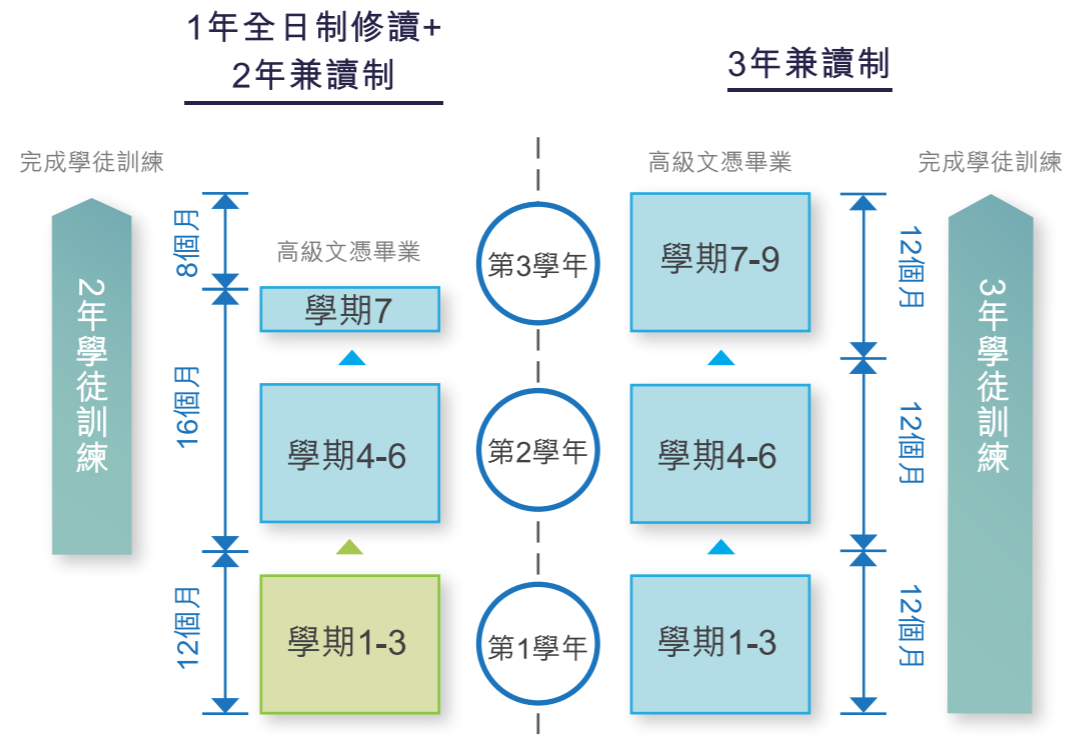 1年全日制修讀+
2年兼讀制
3年兼讀制
完成學徒訓練
高級文憑畢業
完成學徒訓練
8個月
高級文憑畢業
第3學年
學期7-9
12個月
2年學徒訓練
學期7
3年學徒訓練
16個月
學期4-6
第2學年
學期4-6
12個月
12個月
學期1-3
第1學年
學期1-3
12個月